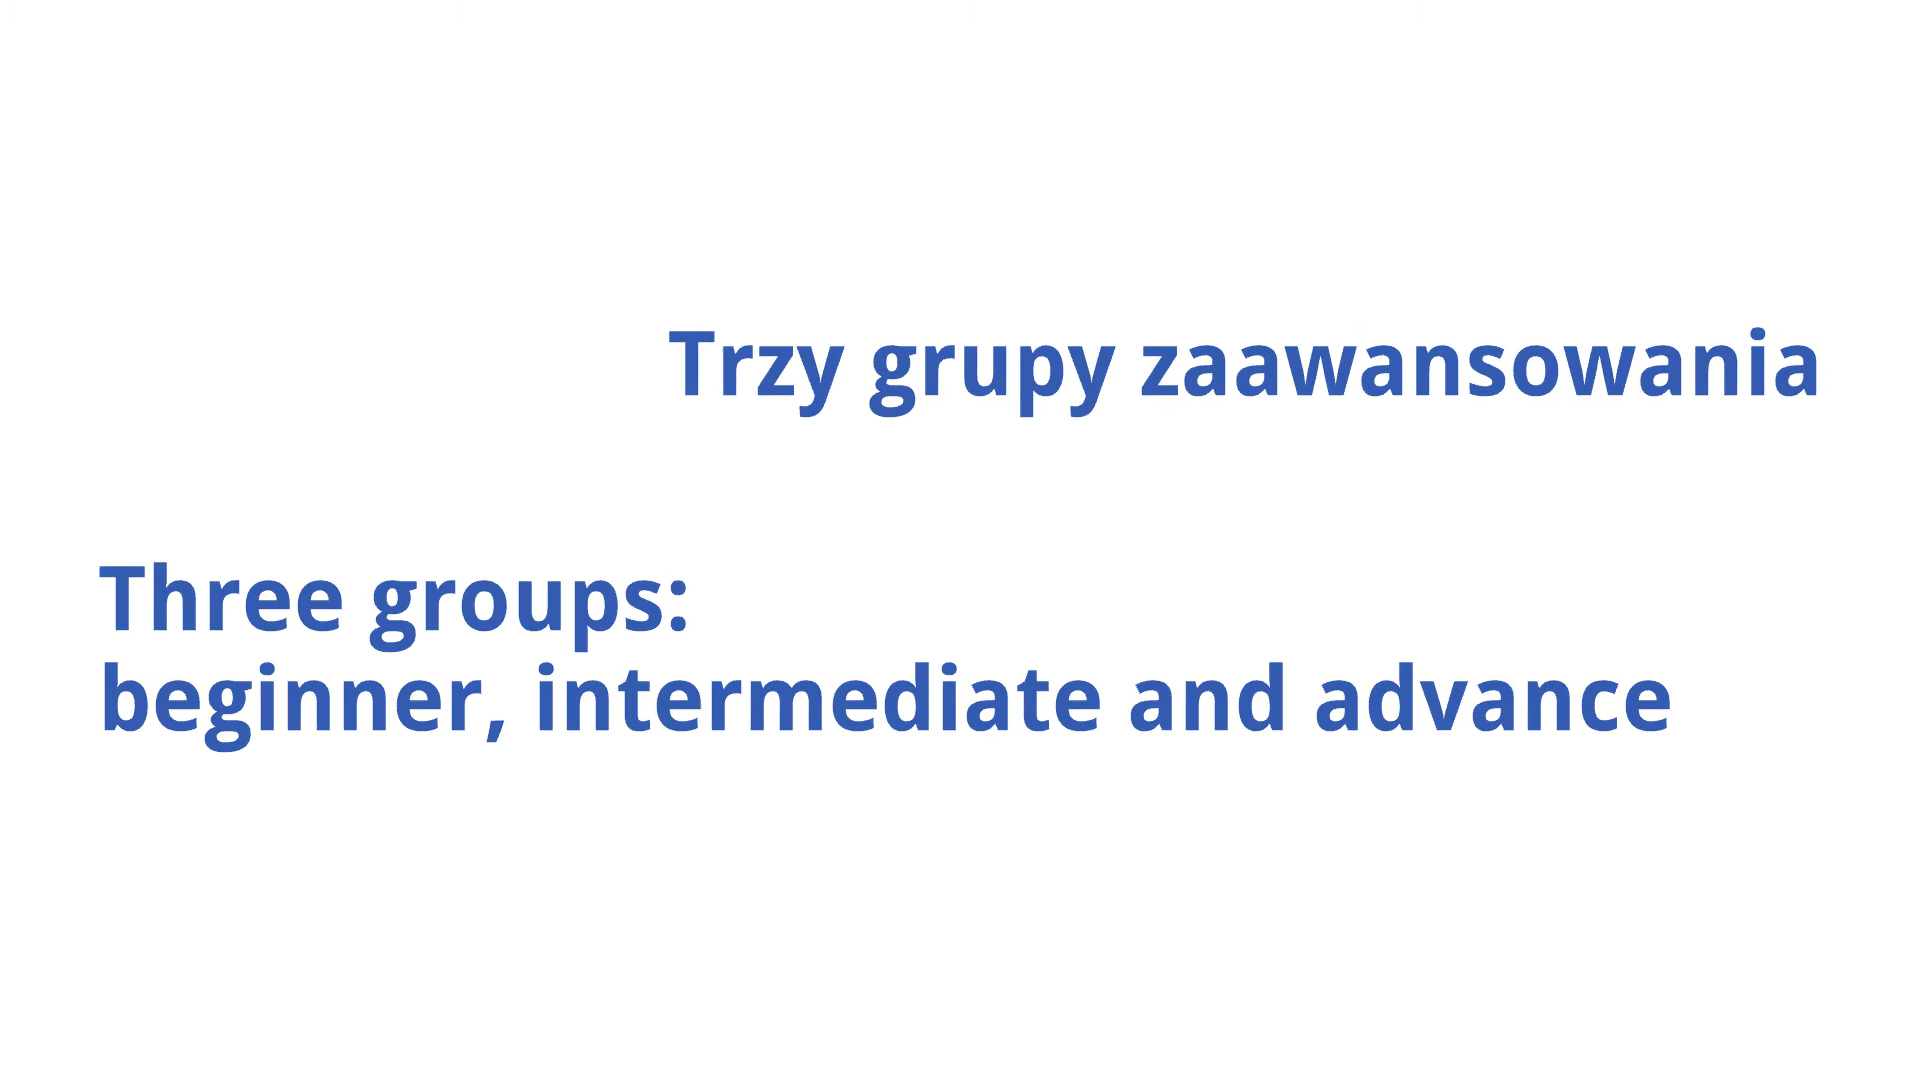 Trzy grupy zaawansowania
Three groups:
beginner, intermediate and advance